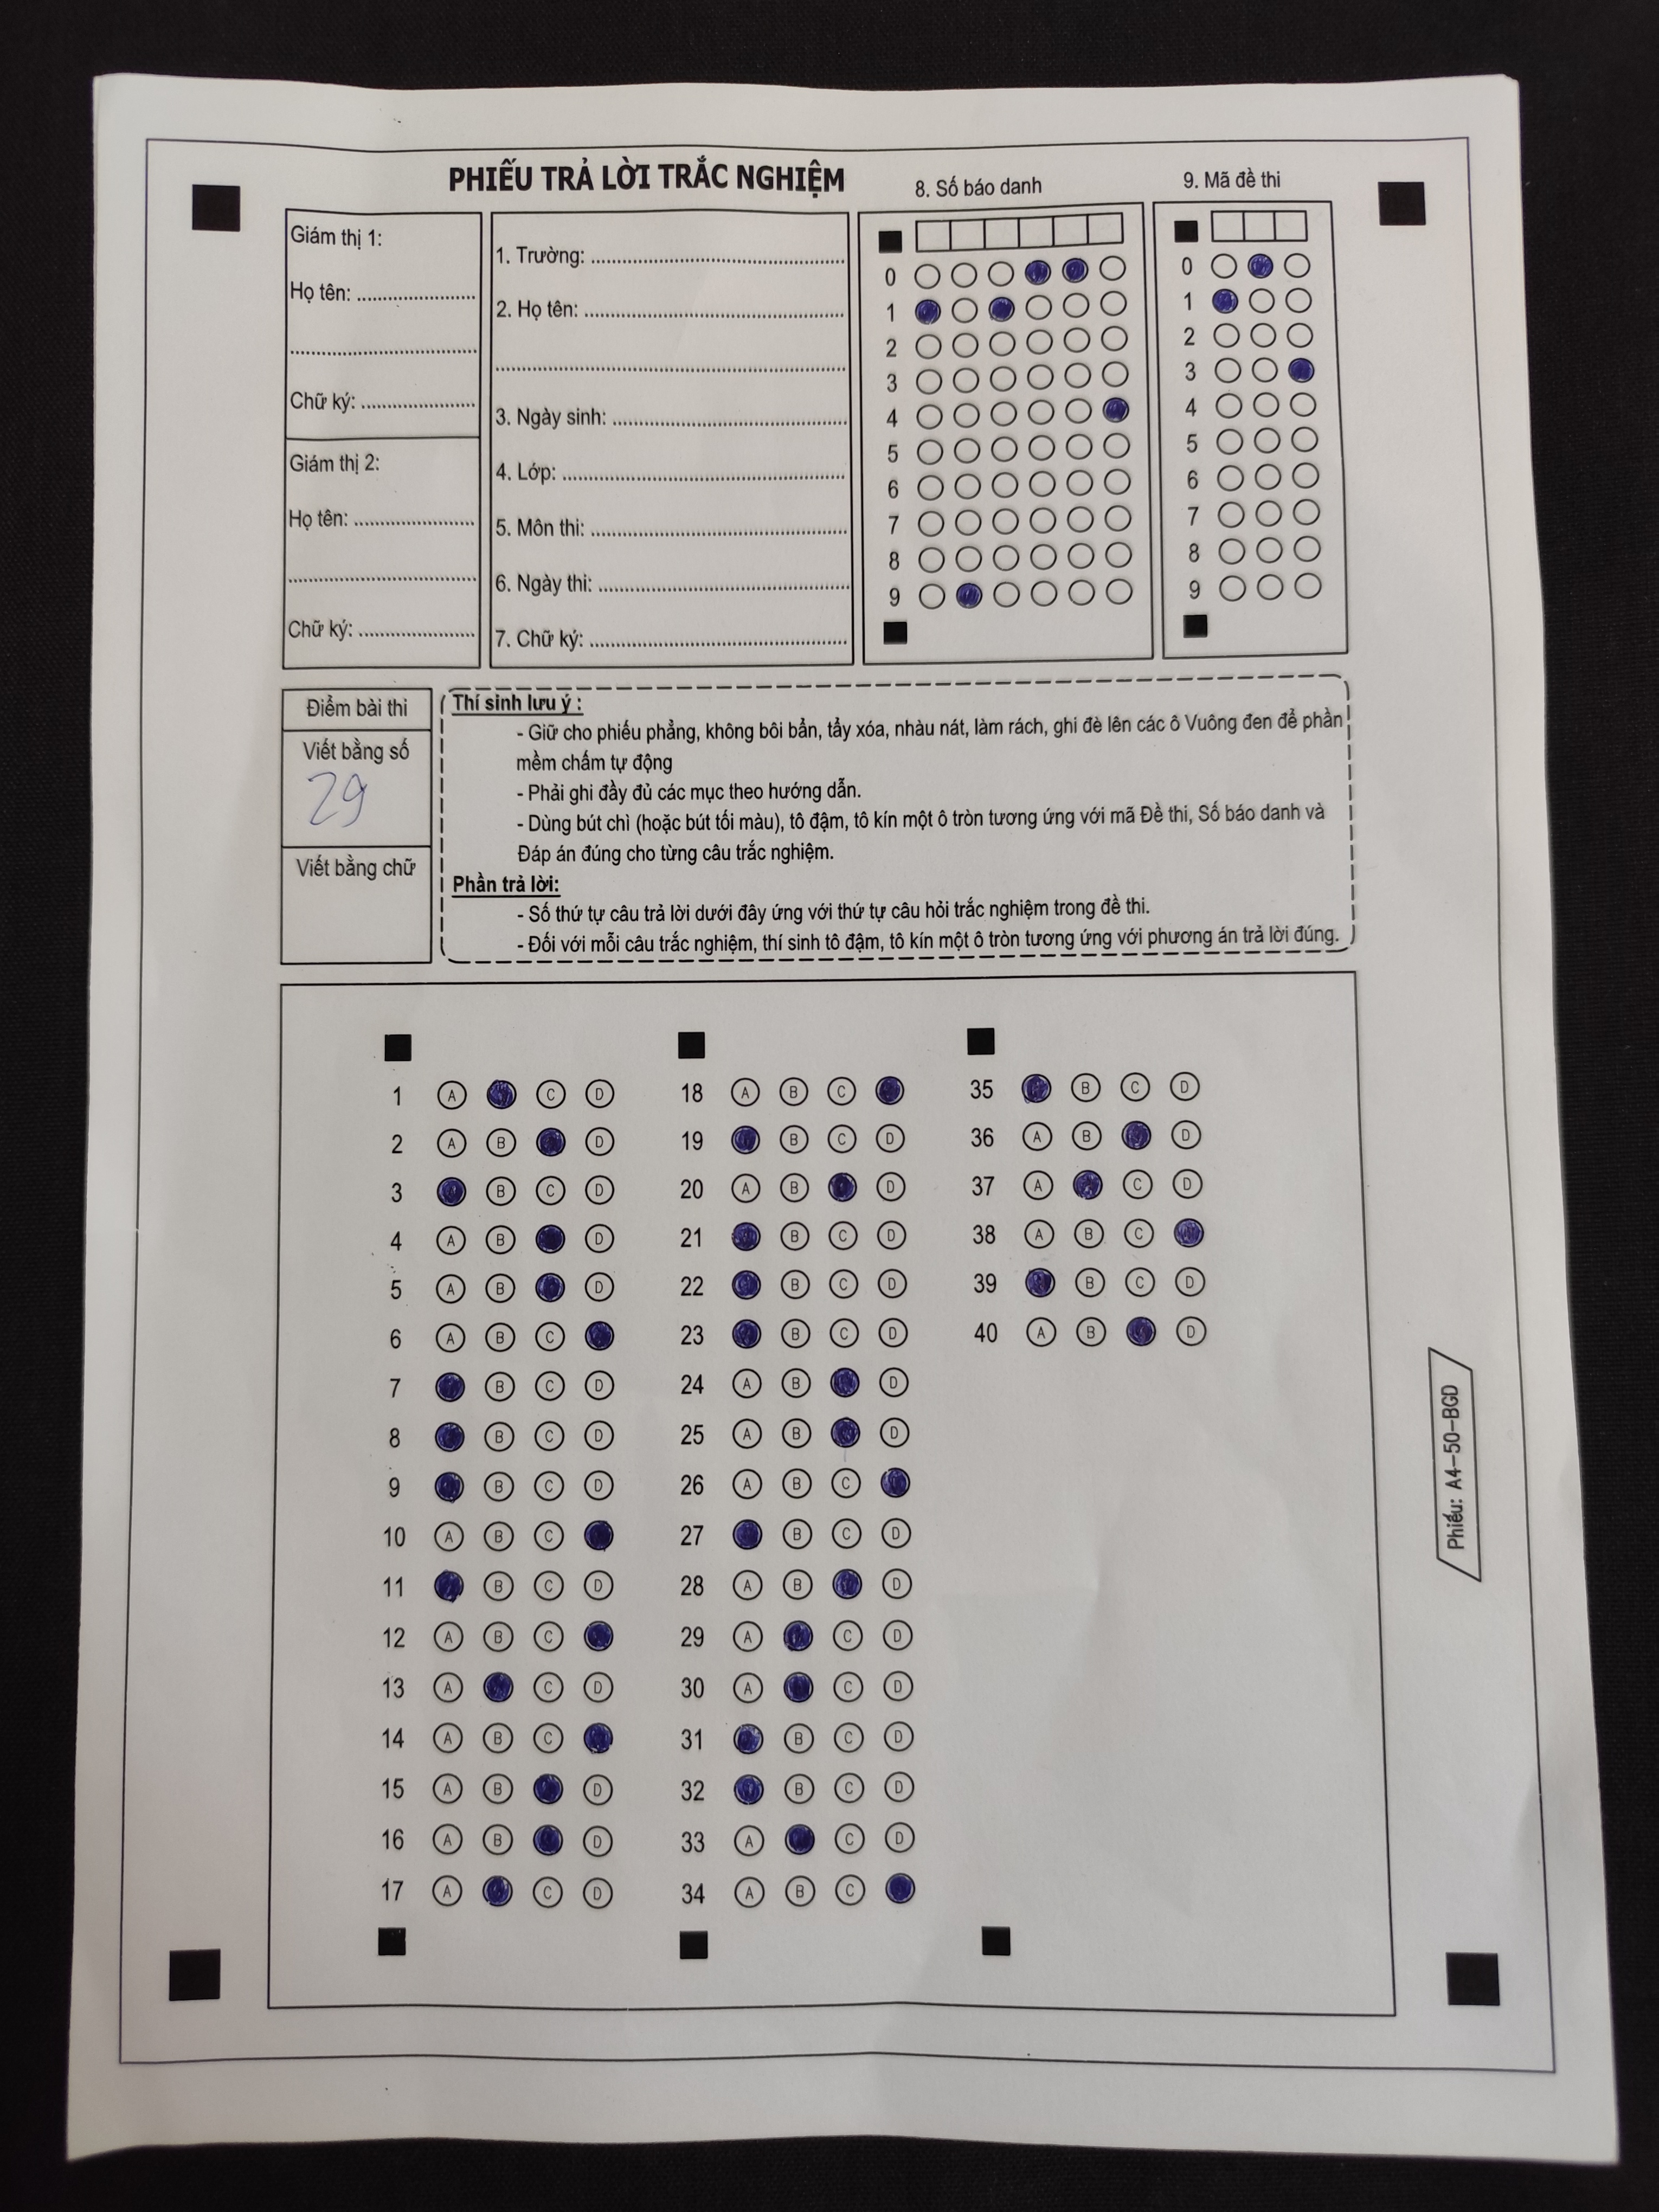 PHIẾU TRẢ LỜI TRẮC NGHIỆM
8. Số báo danh
9. Mã đề thi
Giám thị 1:
Họ tên: ......................
..................................
Chữ ký: .....................
Giám thị 2:
Họ tên: ......................
..................................
Chữ ký: .....................
1. Trường: ..............................................
2. Họ tên: ...............................................
................................................................
3. Ngày sinh: ..........................................
4. Lớp: ....................................................
5. Môn thi: ..............................................
6. Ngày thi: .............................................
7. Chữ ký: ..............................................
0
1
2
3
4
5
6
7
8
9
0
1
2
3
4
5
6
7
8
9
Điểm bài thi
Viết bằng số
29
Viết bằng chữ
Thí sinh lưu ý :
- Giữ cho phiếu phẳng, không bôi bẩn, tẩy xóa, nhàu nát, làm rách, ghi đè lên các ô Vuông đen để phần
mềm chấm tự động
- Phải ghi đầy đủ các mục theo hướng dẫn.
- Dùng bút chì (hoặc bút tối màu), tô đậm, tô kín một ô tròn tương ứng với mã Đề thi, Số báo danh và
Đáp án đúng cho từng câu trắc nghiệm.
Phần trả lời:
- Số thứ tự câu trả lời dưới đây ứng với thứ tự câu hỏi trắc nghiệm trong đề thi.
- Đối với mỗi câu trắc nghiệm, thí sinh tô đậm, tô kín một ô tròn tương ứng với phương án trả lời đúng.
1 A C D
2 A B D
3 B C D
4 A B D
5 A B D
6 A B C
7 B C D
8 B C D
9 B C D
10 A B C
11 B C D
12 A B C
13 A C D
14 A B C
15 A B D
16 A B D
17 A C D
18 A B C
19 B C D
20 A B D
21 B C D
22 B C D
23 B C D
24 A B D
25 A B D
26 A B C
27 B C D
28 A B D
29 A C D
30 A C D
31 B C D
32 B C D
33 A C D
34 A B C
35 B C D
36 A B D
37 A C D
38 A B C
39 B C D
40 A B D
Phiếu: A4-50-BGD